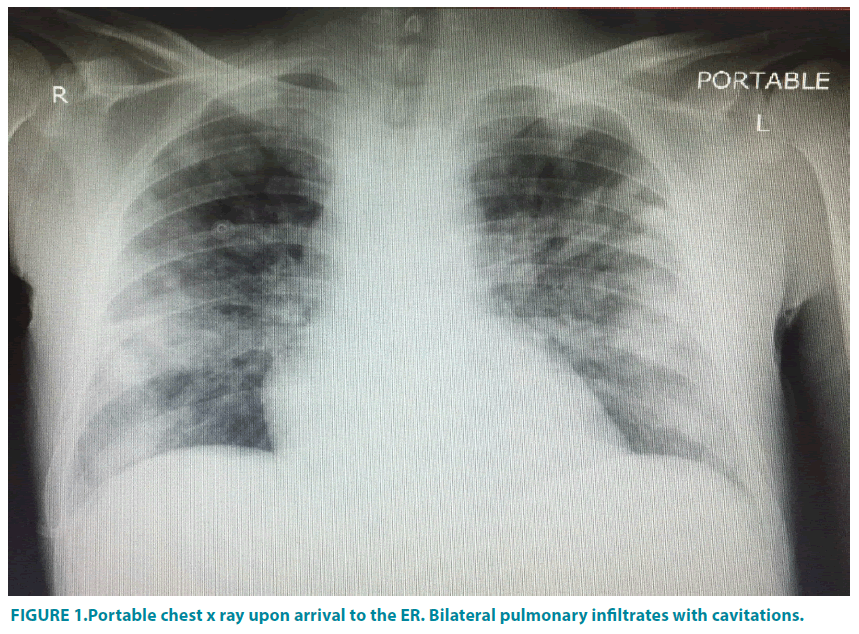 R
PORTABLE
L
FIGURE 1.Portable chest x ray upon arrival to the ER. Bilateral pulmonary infiltrates with cavitations.